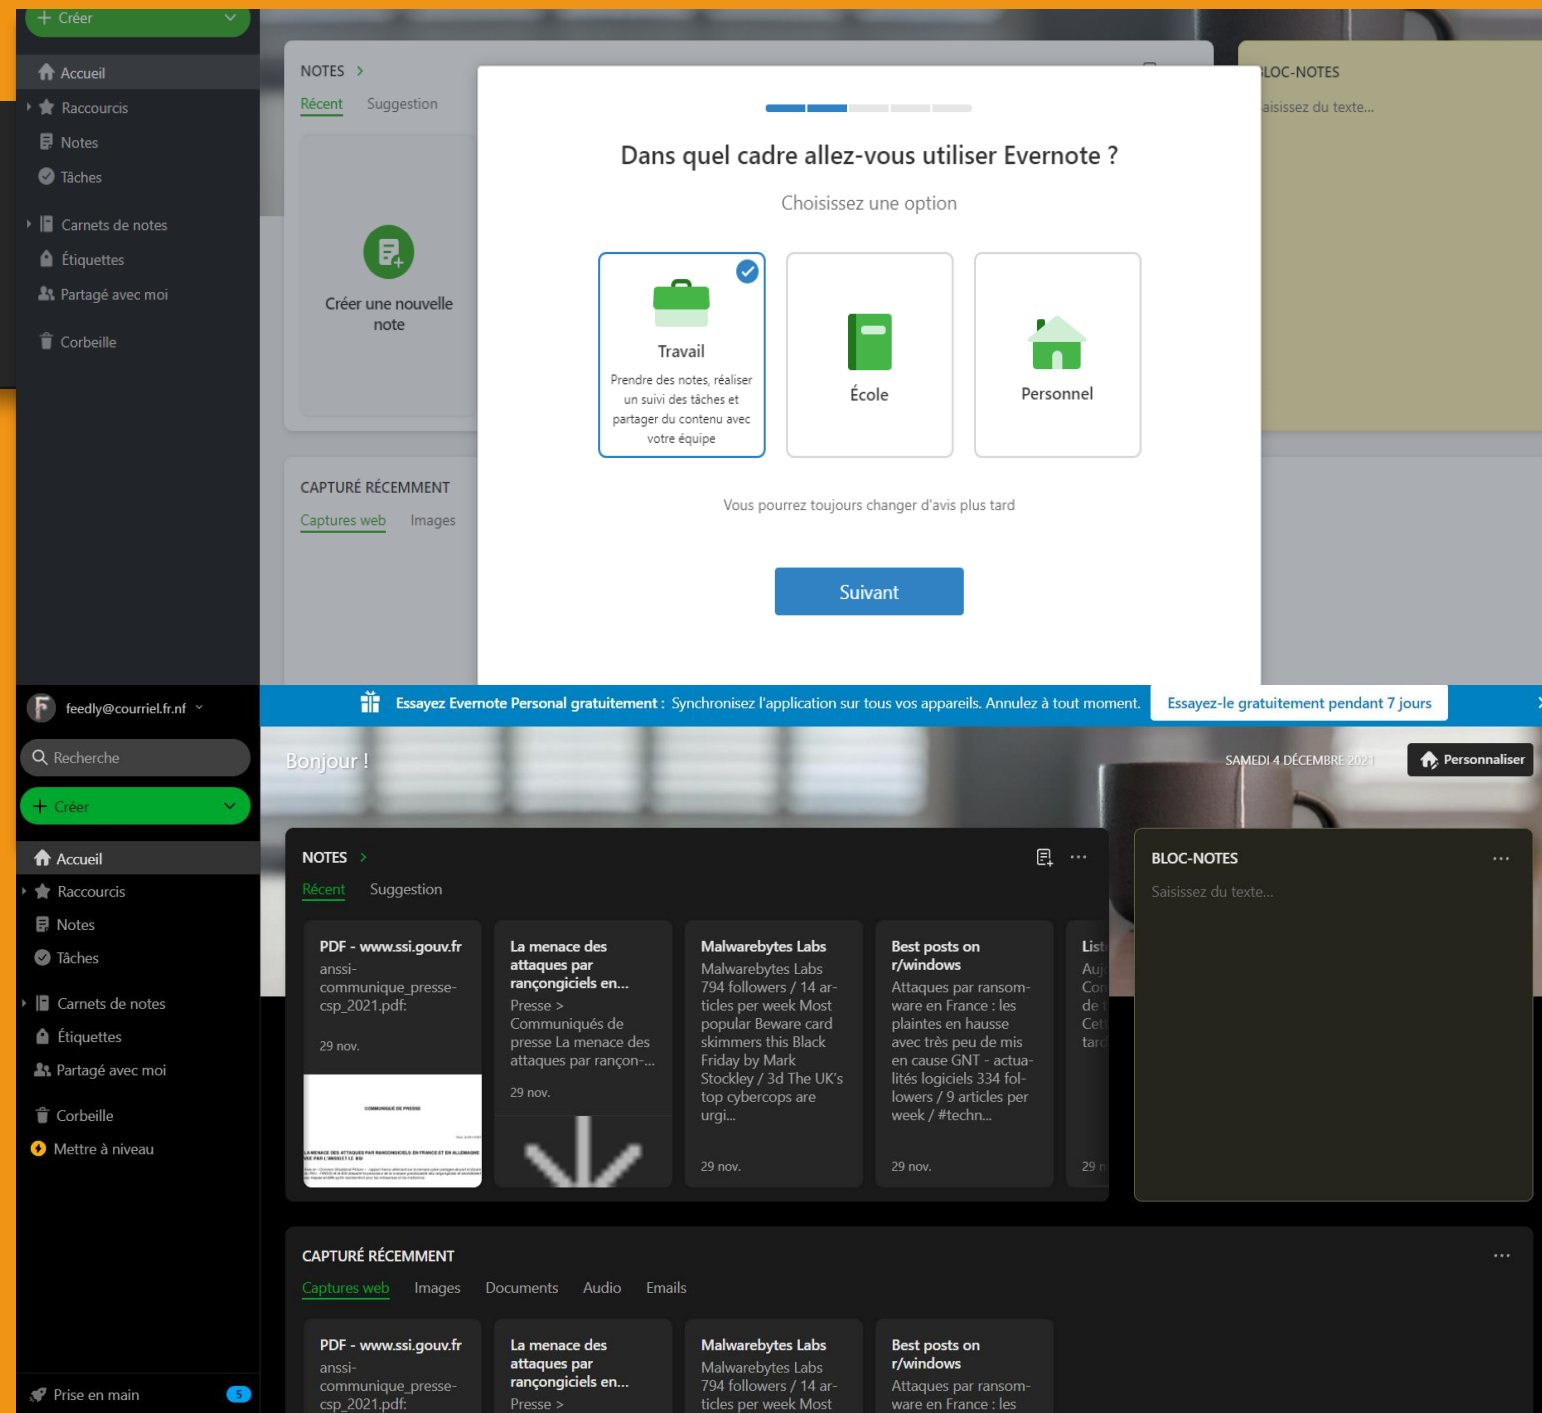 Créer
Accueil
Raccourcis
Notes
Tâches
Carnets de notes
Étiquettes
Partagé avec moi
Corbeille
NOTES >
Récent Suggestion
Créer une nouvelle
note
CAPTURÉ RÉCEMMENT
Captures web Images
Dans quel cadre allez-vous utiliser Evernote ?
Choisissez une option
Travail
Prendre des notes, réaliser
un suivi des tâches et
partager du contenu avec
votre équipe
École
Personnel
Vous pourrez toujours changer d'avis plus tard
Suivant
LOC-NOTES
aisissez du texte...
feedly@courriel.fr.nf
Recherche
Créer
Accueil
Raccourcis
Notes
Tâches
Carnets de notes
Étiquettes
Partagé avec moi
Corbeille
Mettre à niveau
Prise en main 5
Essayez Evernote Personal gratuitement : Synchronisez l'application sur tous vos appareils. Annulez à tout moment. Essayez-le gratuitement pendant 7 jours
Bonjour !
SAMEDI 4 DÉCEMBRE 2021
Personnaliser
NOTES >
Récent Suggestion
PDF - www.ssi.gouv.fr
anssi-
communique_presse-
csp_2021.pdf:
29 nov.
COMMUNIQUÉ DE PRESSE
La menace des
attaques par
rançongiciels en...
Presse >
Communiqués de
presse La menace des
attaques par rançon-...
29 nov.
Malwarebytes Labs
Malwarebytes Labs
794 followers / 14 ar-
ticles per week Most
popular Beware card
skimmers this Black
Friday by Mark
Stockley / 3d The UK's
top cybercops are
urgi...
29 nov.
Best posts on
r/windows
Attaques par ransom-
ware en France : les
plaintes en hausse
avec très peu de mis
en cause GNT - actua-
lités logiciels 334 fol-
lowers / 9 articles per
week / #techn...
29 nov.
List
Auj
Con
de
Cet
tard
29 n
BLOC-NOTES
Saisissez du texte...
CAPTURÉ RÉCEMMENT
Captures web Images Documents Audio Emails
PDF - www.ssi.gouv.fr
anssi-
communique_presse-
csp_2021.pdf:
La menace des
attaques par
rançongiciels en...
Presse >
Malwarebytes Labs
Malwarebytes Labs
794 followers / 14 ar-
ticles per week Most
Best posts on
r/windows
Attaques par ransom-
ware en France : les